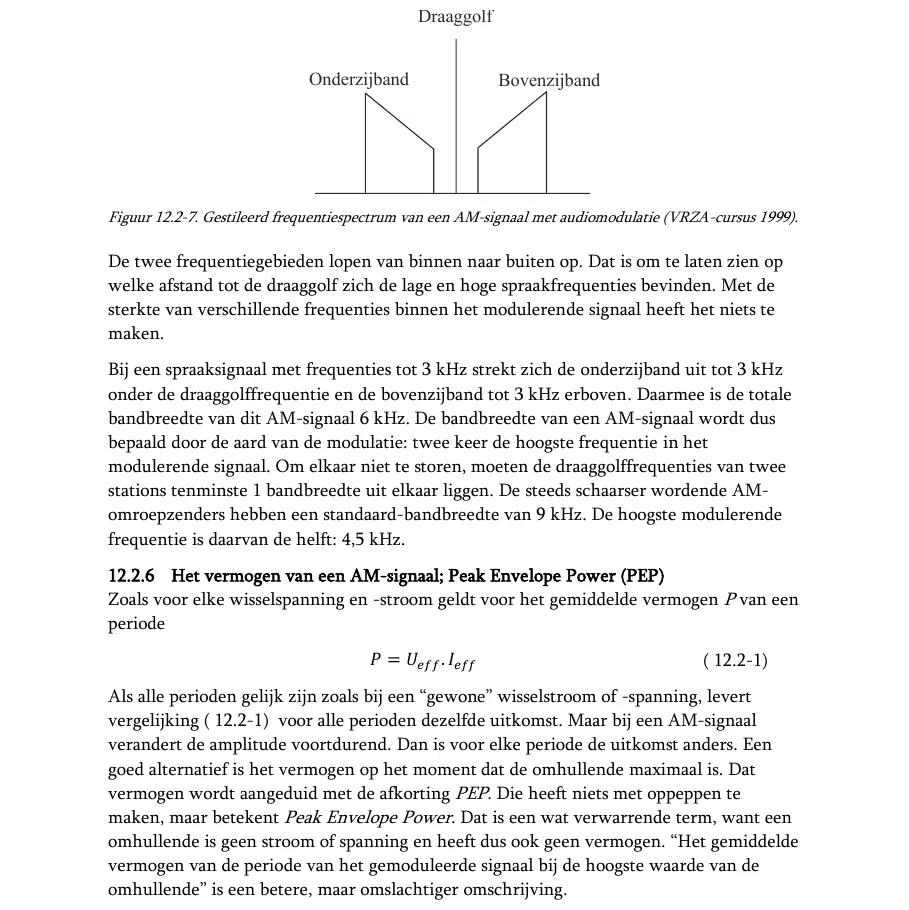 Draaggolf
Onderzijband
Bovenzijband
Figuur 12.2-7. Gestileerd frequentiespectrum van een AM-signaal met audiomodulatie (VRZA-cursus 1999).
De twee frequentiegebieden lopen van binnen naar buiten op. Dat is om te laten zien op
welke afstand tot de draaggolf zich de lage en hoge spraakfrequenties bevinden. Met de
sterkte van verschillende frequenties binnen het modulerende signaal heeft het niets te
maken.
Bij een spraaksignaal met frequenties tot 3 kHz strekt zich de onderzijband uit tot 3 kHz
onder de draaggolffrequentie en de bovenzijband tot 3 kHz erboven. Daarmee is de totale
bandbreedte van dit AM-signaal 6 kHz. De bandbreedte van een AM-signaal wordt dus
bepaald door de aard van de modulatie: twee keer de hoogste frequentie in het
modulerende signaal. Om elkaar niet te storen, moeten de draaggolffrequenties van twee
stations tenminste 1 bandbreedte uit elkaar liggen. De steeds schaarser wordende AM-
omroepzenders hebben een standaard-bandbreedte van 9 kHz. De hoogste modulerende
frequentie is daarvan de helft: 4,5 kHz.
12.2.6 Het vermogen van een AM-signaal; Peak Envelope Power (PEP)
Zoals voor elke wisselspanning en -stroom geldt voor het gemiddelde vermogen P van een
periode
P = U_eff . I_eff ( 12.2-1)
Als alle perioden gelijk zijn zoals bij een “gewone” wisselstroom of -spanning, levert
vergelijking ( 12.2-1) voor alle perioden dezelfde uitkomst. Maar bij een AM-signaal
verandert de amplitude voortdurend. Dan is voor elke periode de uitkomst anders. Een
goed alternatief is het vermogen op het moment dat de omhullende maximaal is. Dat
vermogen wordt aangeduid met de afkorting PEP. Die heeft niets met oppeppen te
maken, maar betekent Peak Envelope Power. Dat is een wat verwarrende term, want een
omhullende is geen stroom of spanning en heeft dus ook geen vermogen. “Het gemiddelde
vermogen van de periode van het gemoduleerde signaal bij de hoogste waarde van de
omhullende” is een betere, maar omslachtiger omschrijving.